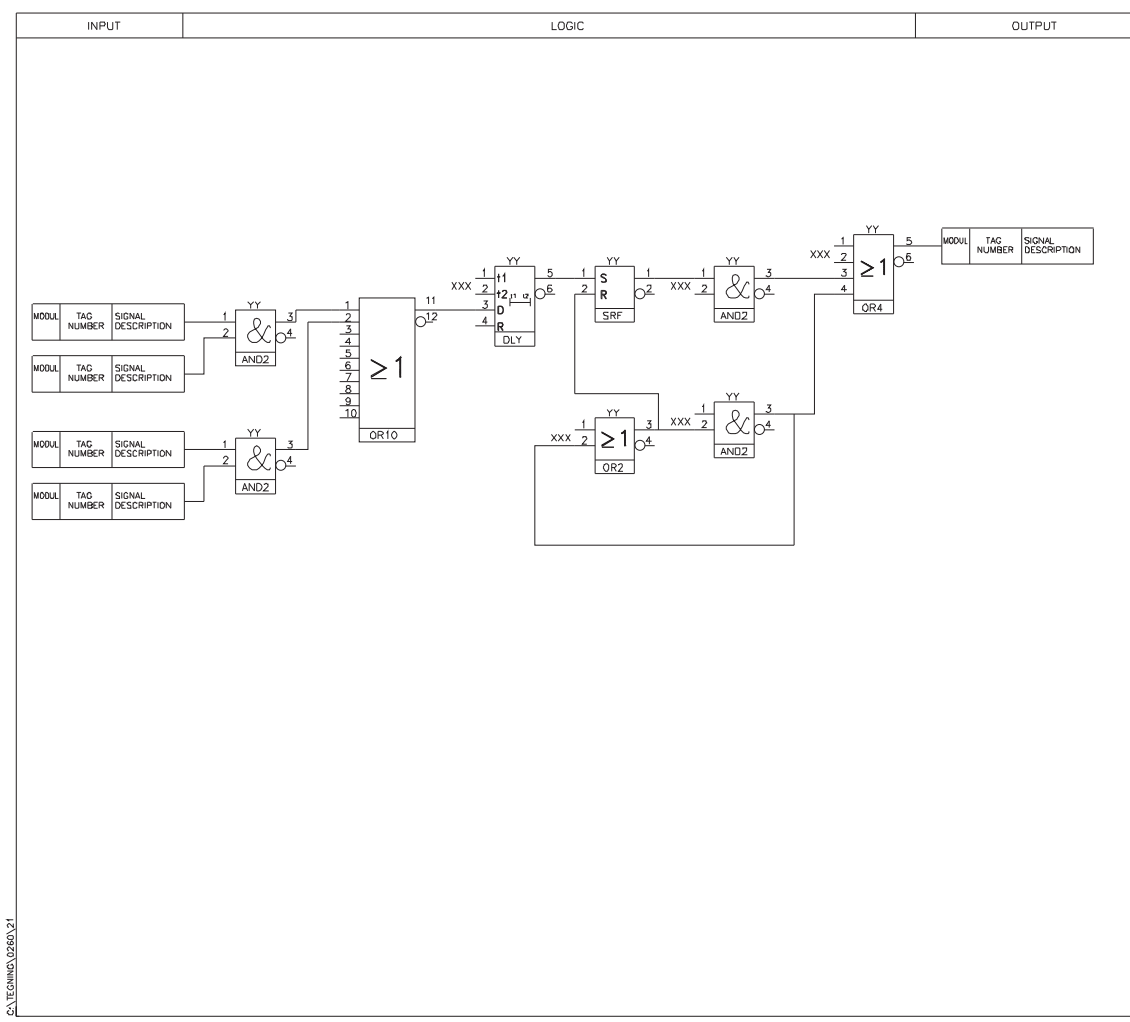 INPUT LOGIC OUTPUT
YY
1 5
XXX 2 6
3 ≥1
4
OR4
MODUL TAG NUMBER SIGNAL DESCRIPTION
YY
1 t1 5
XXX 2 t2 t1 t2 6
3 D
4 R
DLY
YY
1 S 1
2 R 2
SRF
YY
1 & 3
XXX 2 4
AND2
MODUL TAG NUMBER SIGNAL DESCRIPTION
MODUL TAG NUMBER SIGNAL DESCRIPTION
YY
1 & 3
2 4
AND2
1 11
2 12
3
4
5
6 ≥1
7
8
9
10
OR10
YY
1 3
XXX 2 ≥1 4
OR2
YY
1 & 3
XXX 2 4
AND2
MODUL TAG NUMBER SIGNAL DESCRIPTION
MODUL TAG NUMBER SIGNAL DESCRIPTION
YY
1 & 3
2 4
AND2
C:\TEGNING\0260\21